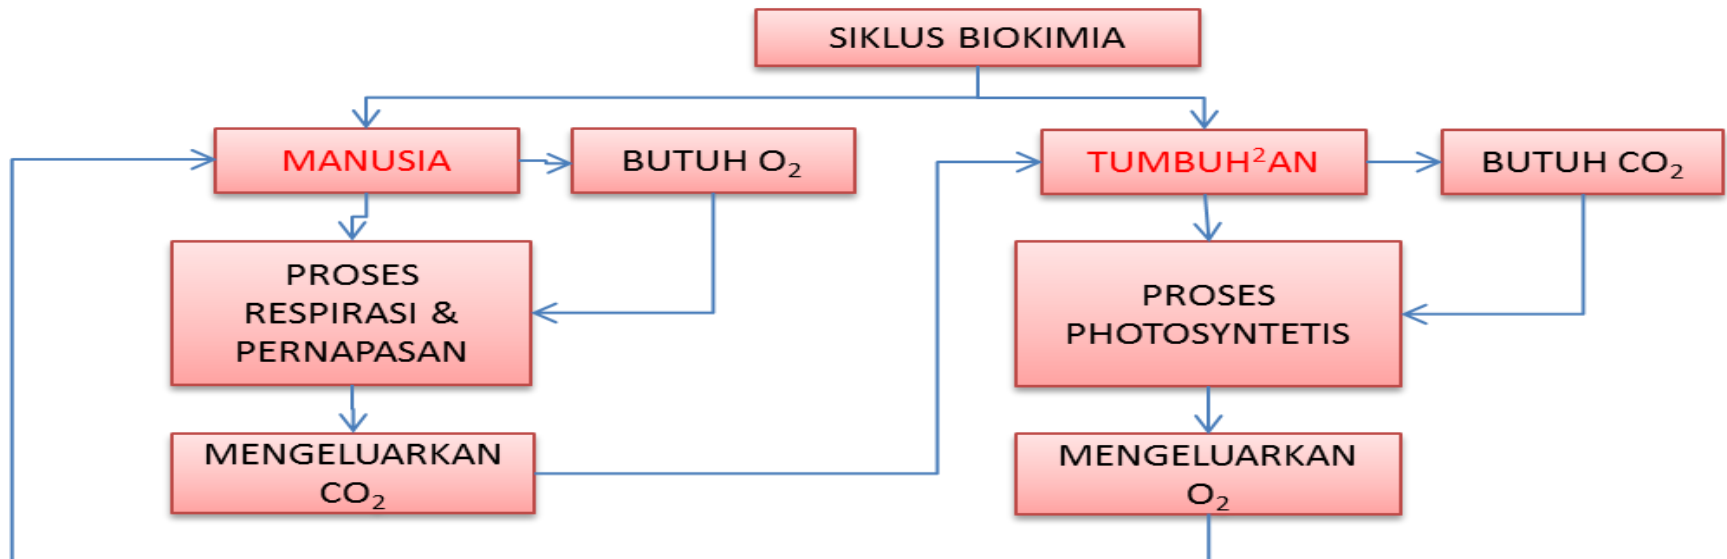 SIKLUS BIOKIMIA
MANUSIA
BUTUH O₂
TUMBUH²AN
BUTUH CO₂
PROSES
RESPIRASI &
PERNAPASAN
PROSES
PHOTOSYNTETIS
MENGELUARKAN
CO₂
MENGELUARKAN
O₂